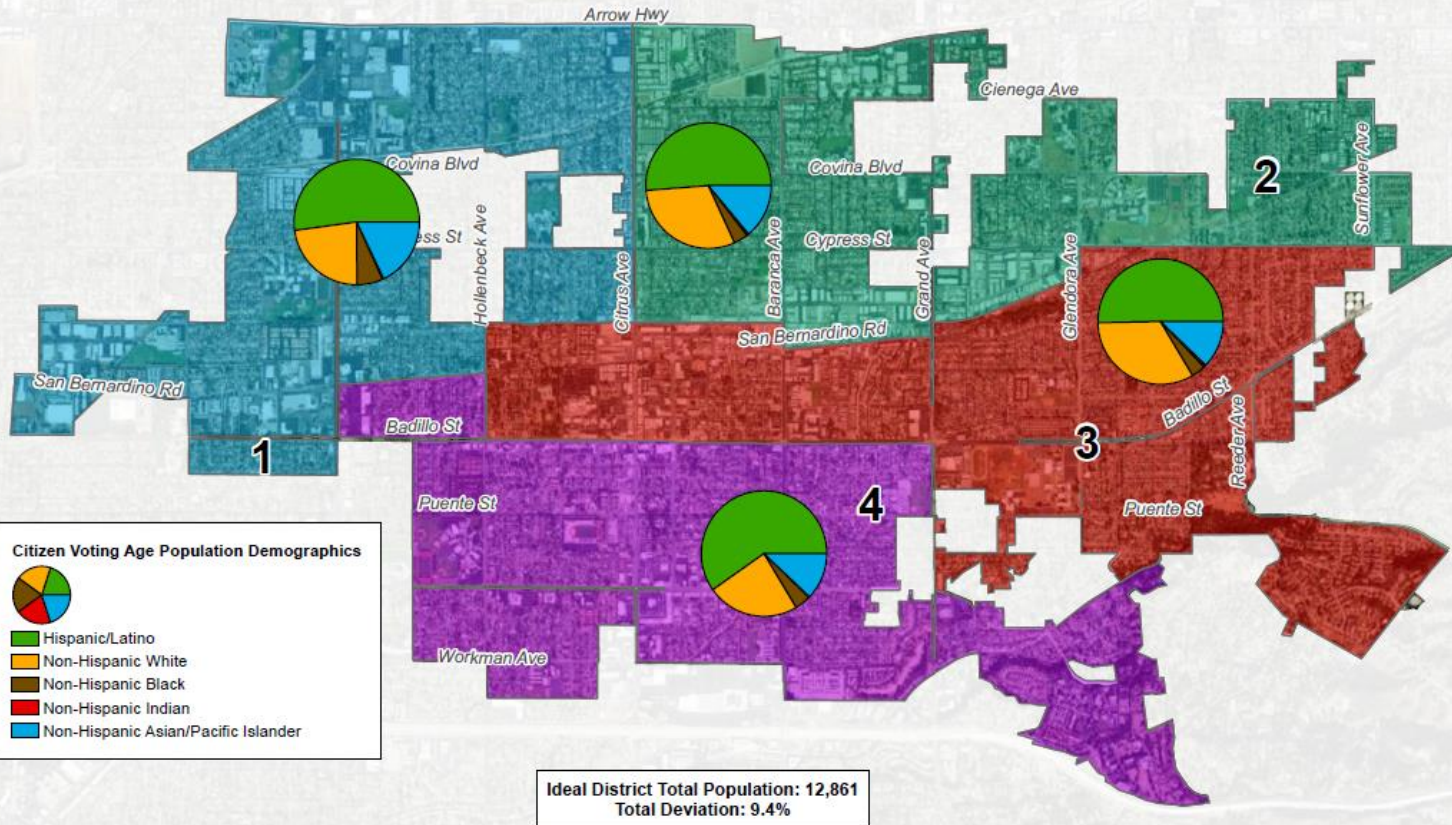 Arrow Hwy
Cienega Ave
2
Sunflower Ave
Covina Blvd
Covina Blvd
ess St
Hollenbeck Ave
Citrus Ave
Baranca Ave
Cypress St
Grand Ave
Glendora Ave
San Bernardino Rd
San Bernardino Rd
Badillo St
Badillo St
Reeder Ave
1
3
4
Puente St
Puente St
Workman Ave
Citizen Voting Age Population Demographics
Hispanic/Latino
Non-Hispanic White
Non-Hispanic Black
Non-Hispanic Indian
Non-Hispanic Asian/Pacific Islander
Ideal District Total Population: 12,861
Total Deviation: 9.4%